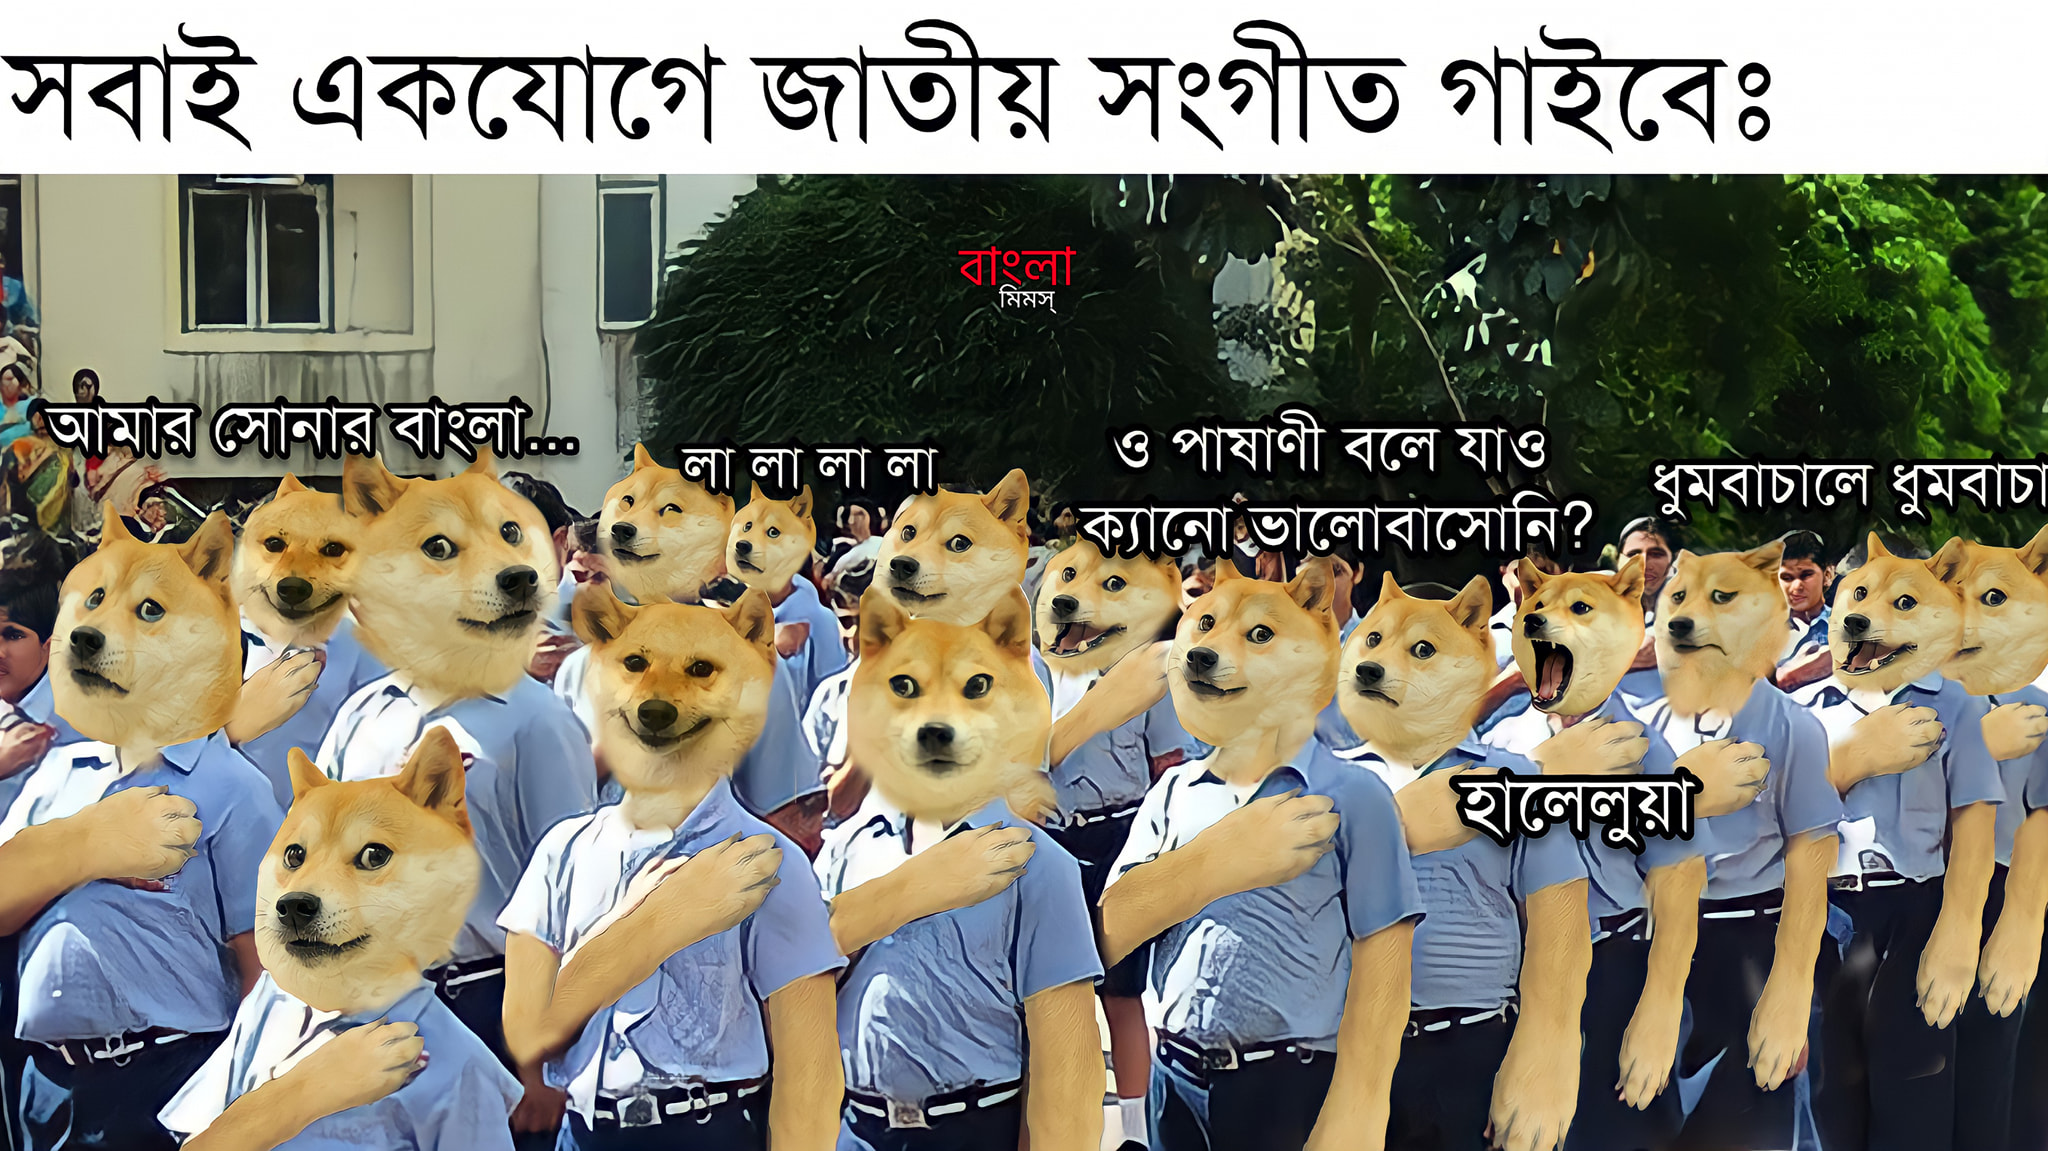 সবাই একযোগে জাতীয় সংগীত গাইবেঃ
বাংলা
মিমস্
আমার সোনার বাংলা...
লা লা লা লা
ও পাষাণী বলে যাও
ক্যানো ভালোবাসোনি?
ধুমবাচালে ধুমবাচা
হালেলুয়া